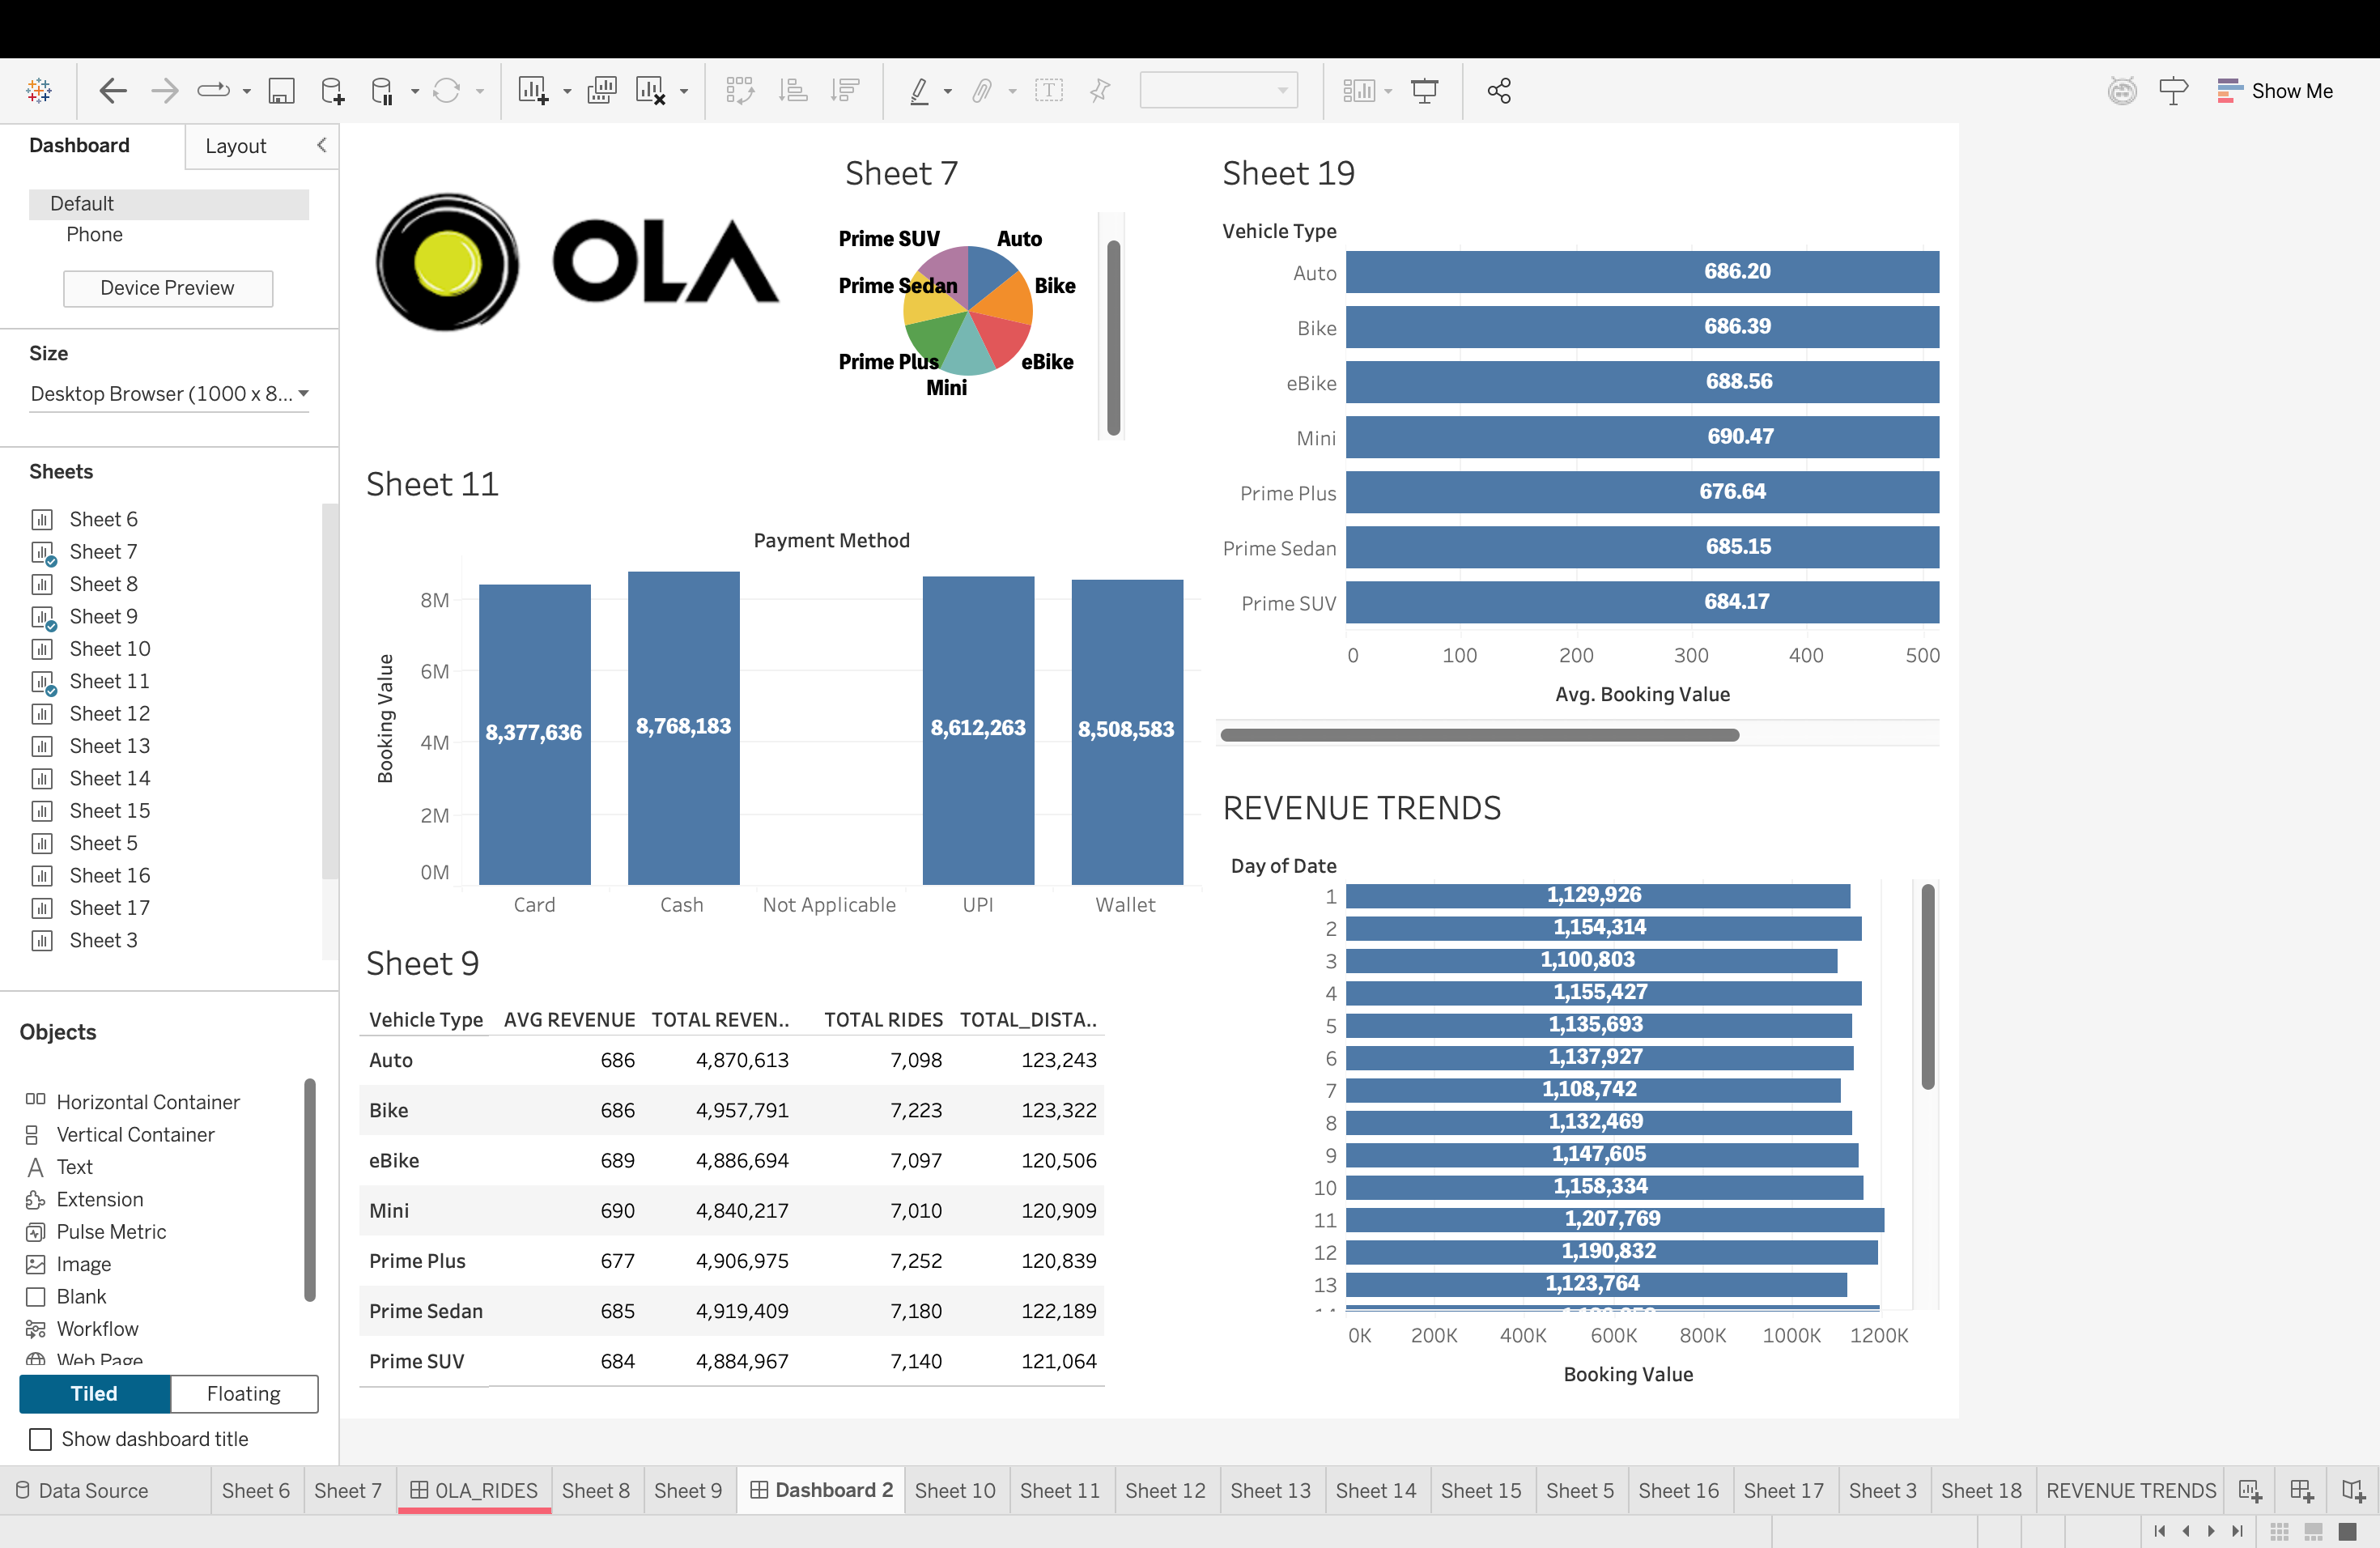 Show Me
Dashboard
Layout
Default
Phone
Device Preview
Size
Desktop Browser (1000 x 8...
Sheets
Sheet 6
Sheet 7
Sheet 8
Sheet 9
Sheet 10
Sheet 11
Sheet 12
Sheet 13
Sheet 14
Sheet 15
Sheet 5
Sheet 16
Sheet 17
Sheet 3
Objects
Horizontal Container
Vertical Container
Text
Extension
Pulse Metric
Image
Blank
Workflow
Web Page
Tiled Floating
Show dashboard title
OLA
Sheet 7
Prime SUV Auto
Prime Sedan Bike
Prime Plus eBike
Mini
Sheet 19
Vehicle Type
Auto 686.20
Bike 686.39
eBike 688.56
Mini 690.47
Prime Plus 676.64
Prime Sedan 685.15
Prime SUV 684.17
0 100 200 300 400 500
Avg. Booking Value
Sheet 11
Payment Method
Booking Value
8M
6M
4M
2M
0M
8,377,636 8,768,183 8,612,263 8,508,583
Card Cash Not Applicable UPI Wallet
Sheet 9
Vehicle Type AVG REVENUE TOTAL REVEN.. TOTAL RIDES TOTAL_DISTA..
Auto 686 4,870,613 7,098 123,243
Bike 686 4,957,791 7,223 123,322
eBike 689 4,886,694 7,097 120,506
Mini 690 4,840,217 7,010 120,909
Prime Plus 677 4,906,975 7,252 120,839
Prime Sedan 685 4,919,409 7,180 122,189
Prime SUV 684 4,884,967 7,140 121,064
REVENUE TRENDS
Day of Date
1 1,129,926
2 1,154,314
3 1,100,803
4 1,155,427
5 1,135,693
6 1,137,927
7 1,108,742
8 1,132,469
9 1,147,605
10 1,158,334
11 1,207,769
12 1,190,832
13 1,123,764
0K 200K 400K 600K 800K 1000K 1200K
Booking Value
Data Source Sheet 6 Sheet 7 OLA_RIDES Sheet 8 Sheet 9 Dashboard 2 Sheet 10 Sheet 11 Sheet 12 Sheet 13 Sheet 14 Sheet 15 Sheet 5 Sheet 16 Sheet 17 Sheet 3 Sheet 18 REVENUE TRENDS